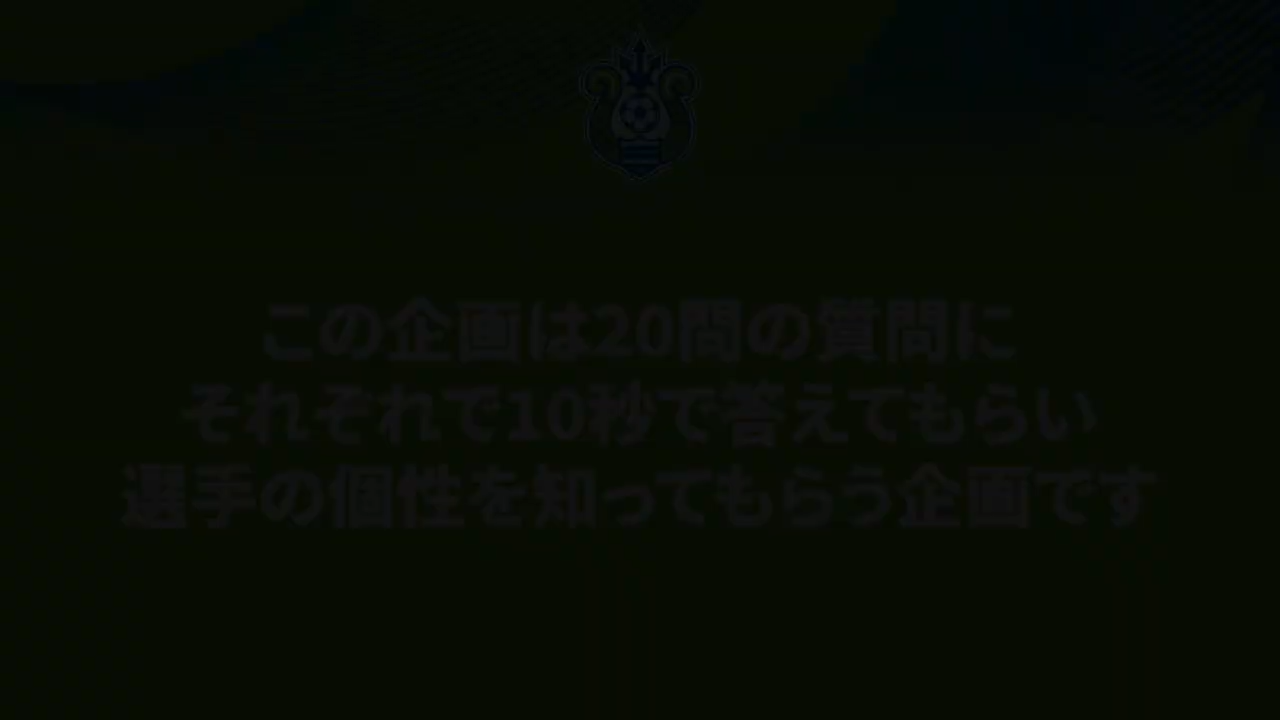 この企画は20問の質問に
それぞれで10秒で答えてもらい
選手の個性を知ってもらう企画です